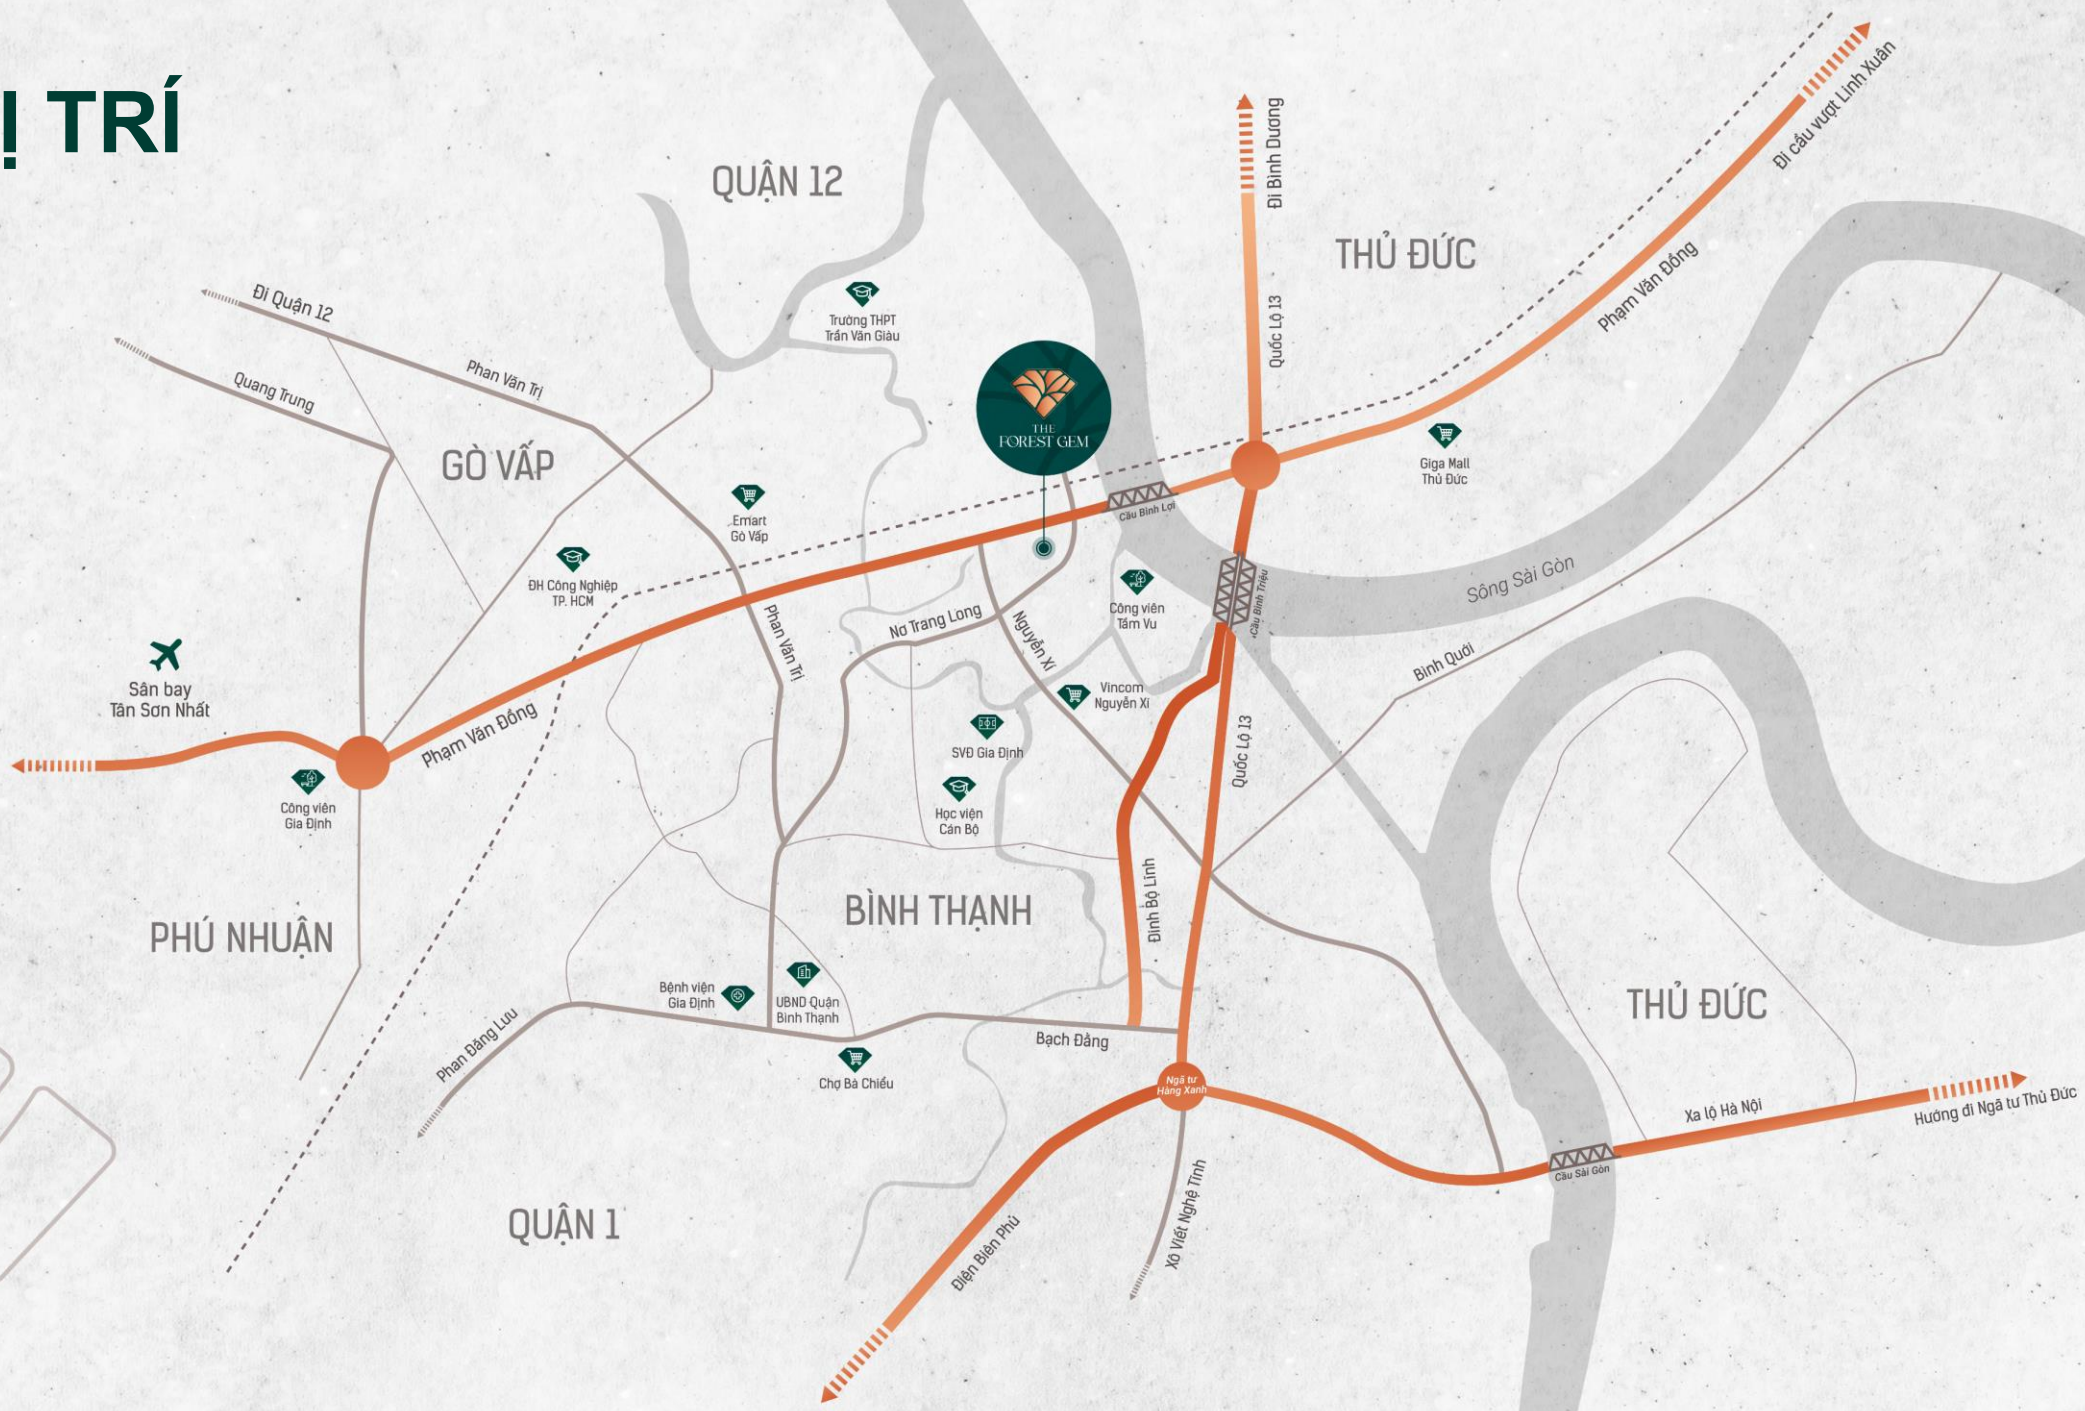 Ị TRÍ
QUẬN 12
Đi Bình Dương
Đi cầu vượt Linh Xuân
THỦ ĐỨC
Phạm Văn Đồng
Quốc Lộ 13
Đi Quận 12
Quang Trung
Phan Văn Trị
Trường THPT
Trần Văn Giàu
THE
FOREST GEM
GÒ VẤP
Emart
Gò Vấp
Giga Mall
Thủ Đức
Cầu Bình Lợi
ĐH Công Nghiệp
TP. HCM
Phan Văn Trị
Nơ Trang Long
Nguyễn Xí
Công viên
Tầm Vu
Cầu Bình Triệu
Sông Sài Gòn
Bình Quới
Sân bay
Tân Sơn Nhất
Phạm Văn Đồng
Vincom
Nguyễn Xí
SVĐ Gia Định
Quốc Lộ 13
Công viên
Gia Định
Học viện
Cán Bộ
Đinh Bộ Lĩnh
PHÚ NHUẬN
BÌNH THẠNH
Bệnh viện
Gia Định
UBND Quận
Bình Thạnh
THỦ ĐỨC
Phan Đăng Lưu
Bạch Đằng
Chợ Bà Chiểu
Ngã tư
Hàng Xanh
Xa lộ Hà Nội
Hướng đi Ngã tư Thủ Đức
Cầu Sài Gòn
QUẬN 1
Điện Biên Phủ
Xô Viết Nghệ Tĩnh